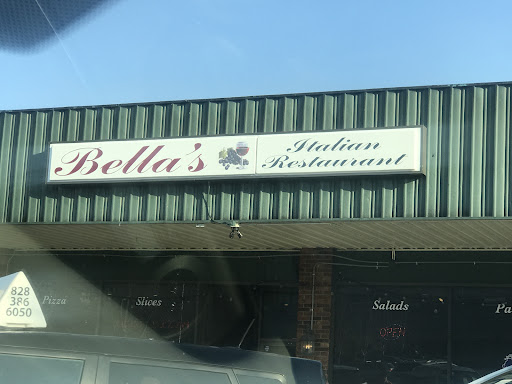 Bella's
Italian
Restaurant
Pizza
Slices
Salads
OPEN
828
386
6050